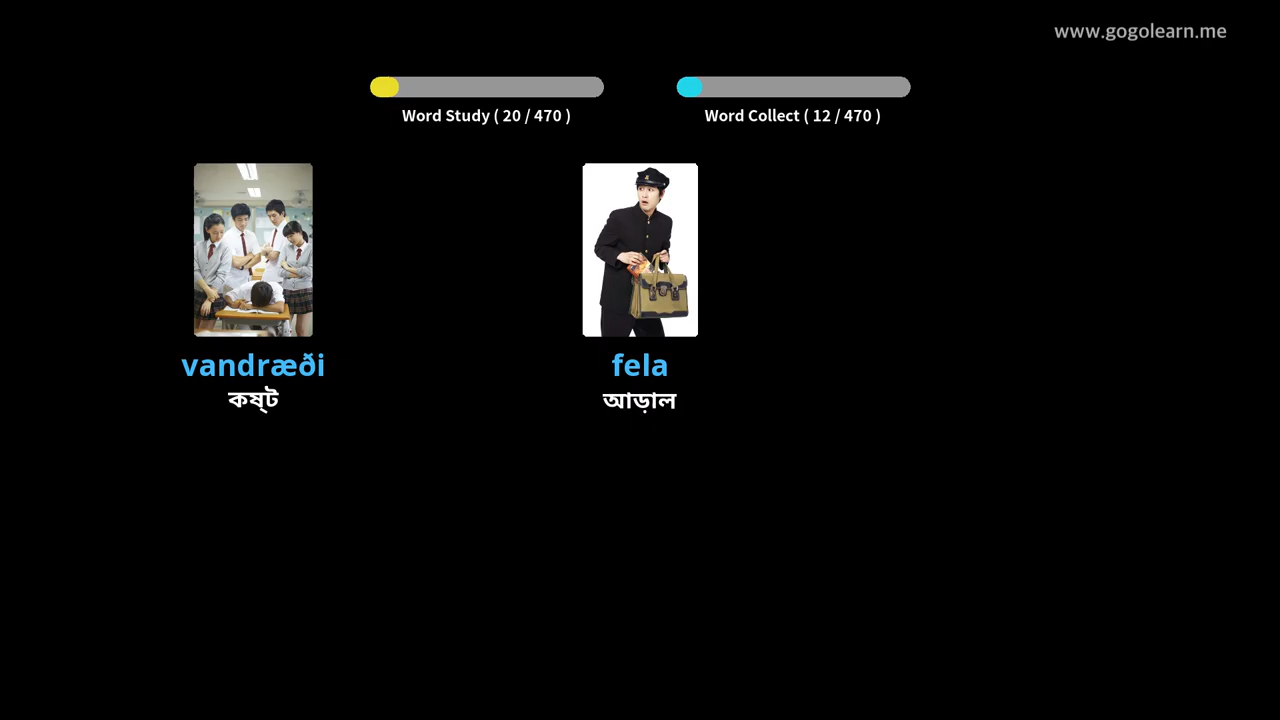 www.gogolearn.me
Word Study ( 20 / 470 )
Word Collect ( 12 / 470 )
vandræði
কষ্ট
fela
আড়াল